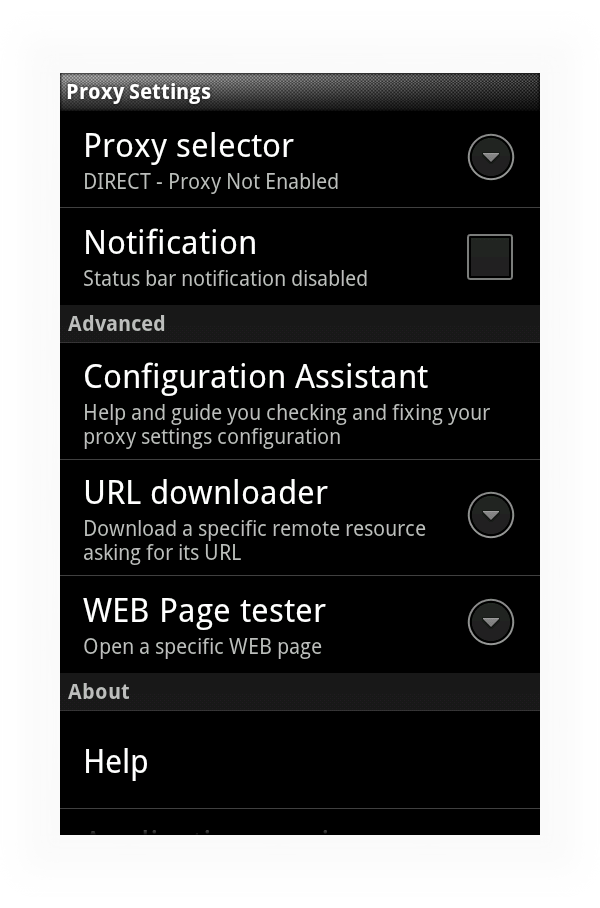 Proxy Settings
Proxy selector
DIRECT - Proxy Not Enabled
Notification
Status bar notification disabled
Advanced
Configuration Assistant
Help and guide you checking and fixing your
proxy settings configuration
URL downloader
Download a specific remote resource
asking for its URL
WEB Page tester
Open a specific WEB page
About
Help